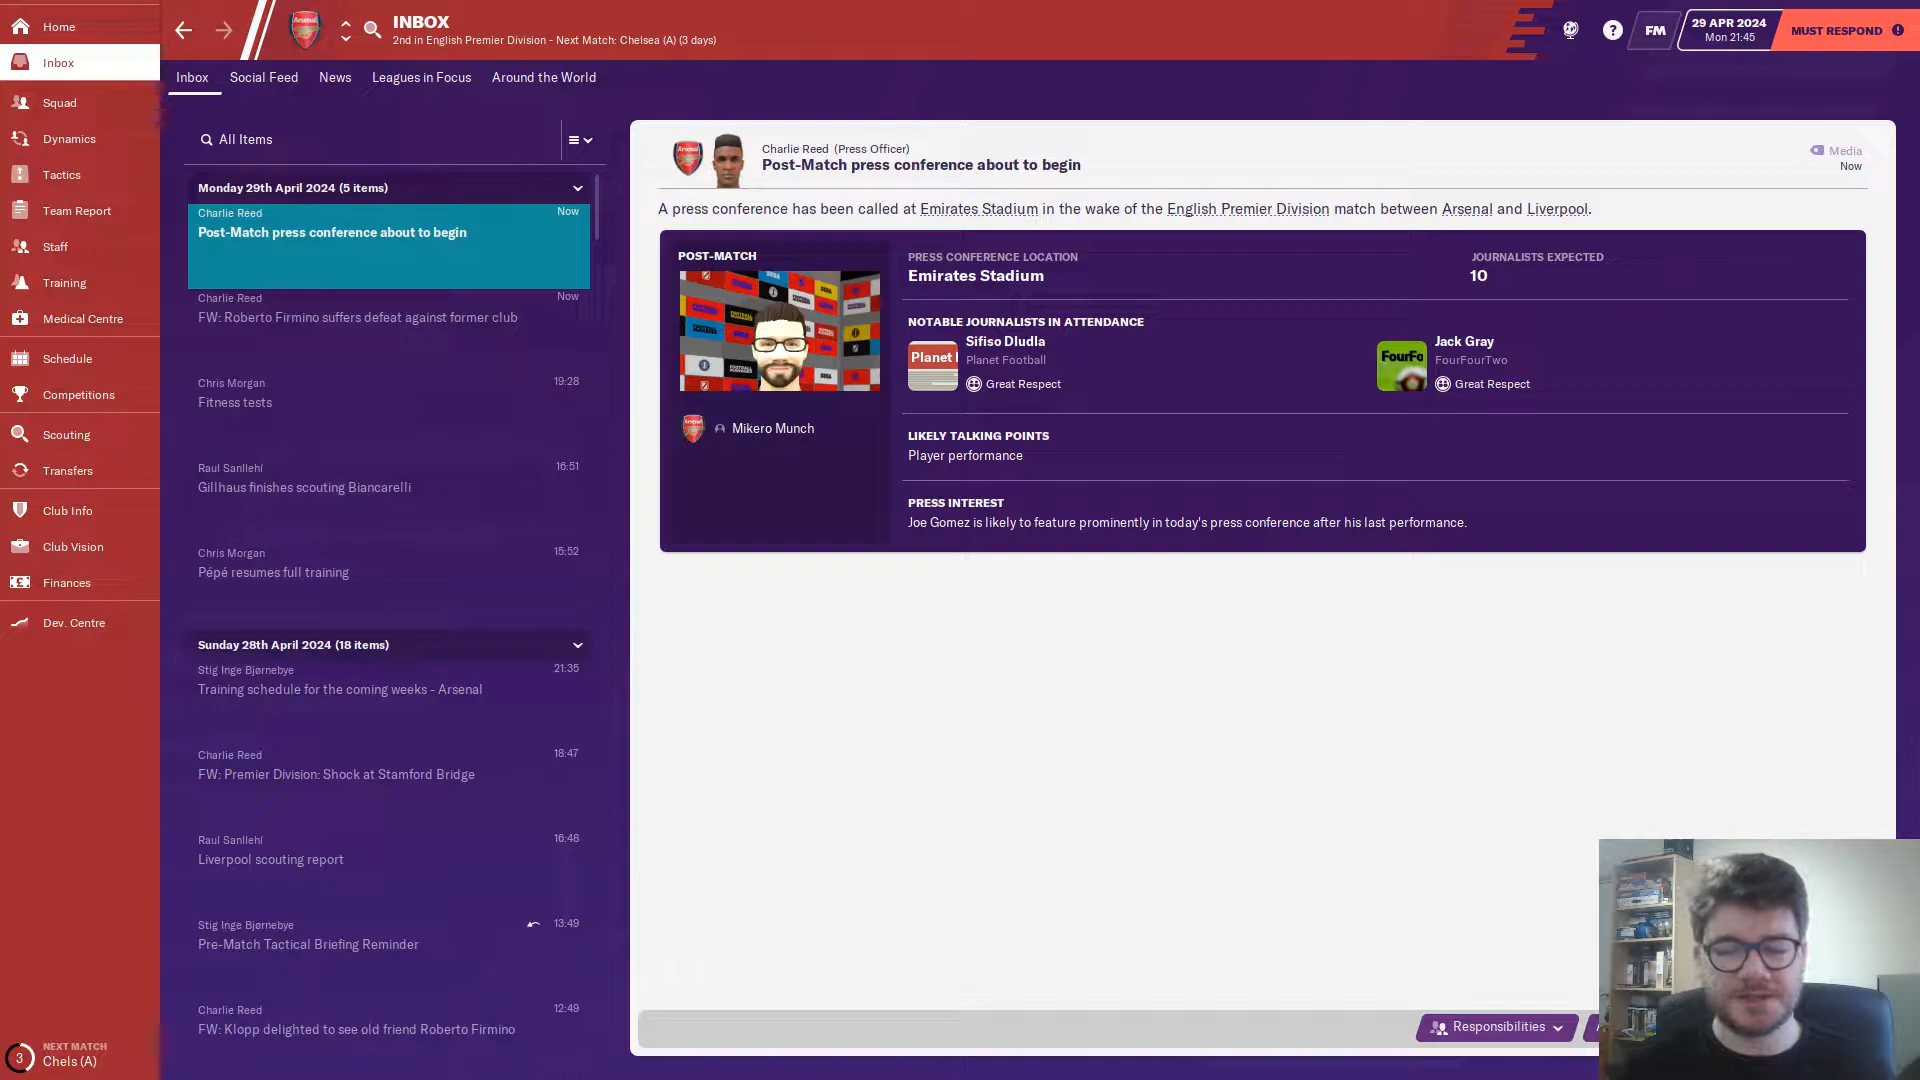 Home
Inbox
Squad
Dynamics
Tactics
Team Report
Staff
Training
Medical Centre
Schedule
Competitions
Scouting
Transfers
Club Info
Club Vision
Finances
Dev. Centre
3
NEXT MATCH
Chels (A)
INBOX
2nd in English Premier Division - Next Match: Chelsea (A) (3 days)
?
FM
29 APR 2024
Mon 21:45
MUST RESPOND
Inbox
Social Feed
News
Leagues in Focus
Around the World
All Items
Monday 29th April 2024 (5 items)
Charlie Reed
Now
Post-Match press conference about to begin
Charlie Reed
Now
FW: Roberto Firmino suffers defeat against former club
Chris Morgan
19:28
Fitness tests
Raul Sanllehí
16:51
Gillhaus finishes scouting Biancarelli
Chris Morgan
15:52
Pépé resumes full training
Sunday 28th April 2024 (18 items)
Stig Inge Bjørnebye
21:35
Training schedule for the coming weeks - Arsenal
Charlie Reed
18:47
FW: Premier Division: Shock at Stamford Bridge
Raul Sanllehí
16:48
Liverpool scouting report
Stig Inge Bjørnebye
13:49
Pre-Match Tactical Briefing Reminder
Charlie Reed
12:49
FW: Klopp delighted to see old friend Roberto Firmino
Charlie Reed (Press Officer)
Post-Match press conference about to begin
Media
Now
A press conference has been called at Emirates Stadium in the wake of the English Premier Division match between Arsenal and Liverpool.
POST-MATCH
Mikero Munch
PRESS CONFERENCE LOCATION
Emirates Stadium
JOURNALISTS EXPECTED
10
NOTABLE JOURNALISTS IN ATTENDANCE
Planet
Sifiso Dludla
Planet Football
Great Respect
FourFo
Jack Gray
FourFourTwo
Great Respect
LIKELY TALKING POINTS
Player performance
PRESS INTEREST
Joe Gomez is likely to feature prominently in today's press conference after his last performance.
Responsibilities